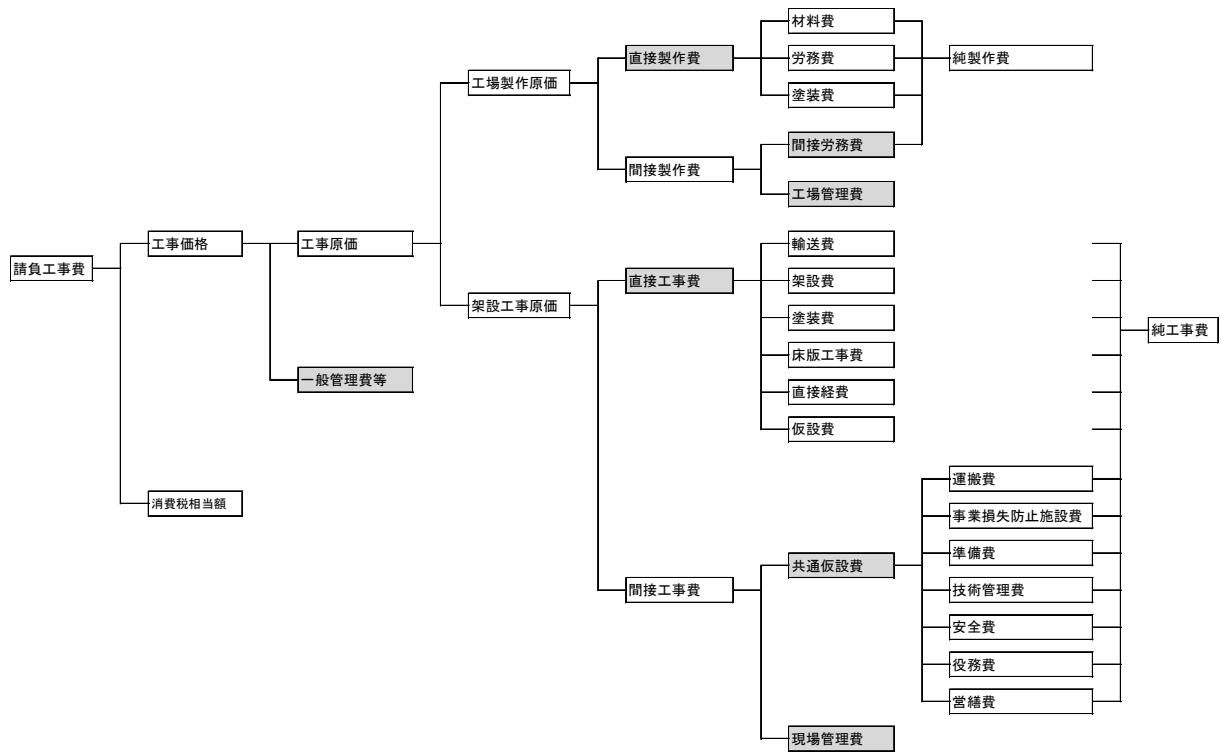 材料費
直接製作費
労務費
純製作費
工場製作原価
塗装費
間接労務費
間接製作費
工場管理費
工事価格
工事原価
輸送費
請負工事費
直接工事費
架設費
架設工事原価
塗装費
純工事費
床版工事費
一般管理費等
直接経費
仮設費
運搬費
消費税相当額
事業損失防止施設費
準備費
共通仮設費
間接工事費
技術管理費
安全費
役務費
営繕費
現場管理費